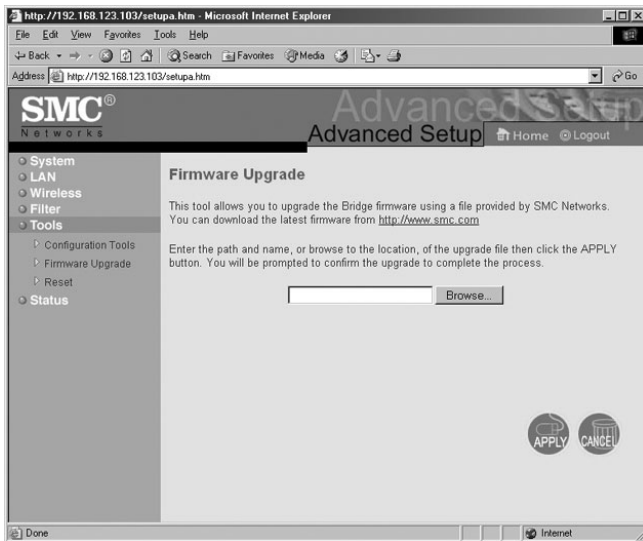 http://192.168.123.103/setupa.htm - Microsoft Internet Explorer
File Edit View Favorites Tools Help
Back Search Favorites Media
Address http://192.168.123.103/setupa.htm Go
SMC®
Networks
Advanced Setup
Advanced Setup
Home Logout
System
LAN
Wireless
Filter
Tools
Configuration Tools
Firmware Upgrade
Reset
Status
Firmware Upgrade
This tool allows you to upgrade the Bridge firmware using a file provided by SMC Networks.
You can download the latest firmware from http://www.smc.com
Enter the path and name, or browse to the location, of the upgrade file then click the APPLY
button. You will be prompted to confirm the upgrade to complete the process.
Browse...
APPLY CANCEL
Done Internet